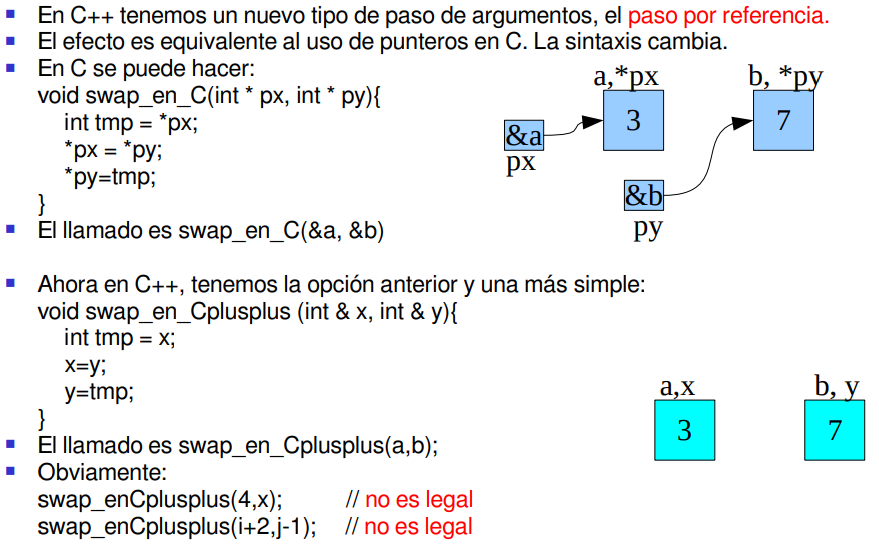 En C++ tenemos un nuevo tipo de paso de argumentos, el paso por referencia.
El efecto es equivalente al uso de punteros en C. La sintaxis cambia.
En C se puede hacer:
void swap_en_C(int * px, int * py){
int tmp = *px;
*px = *py;
*py=tmp;
}
El llamado es swap_en_C(&a, &b)
a,*px
b, *py
3
7
&a
px
&b
py
Ahora en C++, tenemos la opción anterior y una más simple:
void swap_en_Cplusplus (int & x, int & y){
int tmp = x;
x=y;
y=tmp;
}
El llamado es swap_en_Cplusplus(a,b);
Obviamente:
swap_enCplusplus(4,x); // no es legal
swap_enCplusplus(i+2,j-1); // no es legal
a,x
b, y
3
7